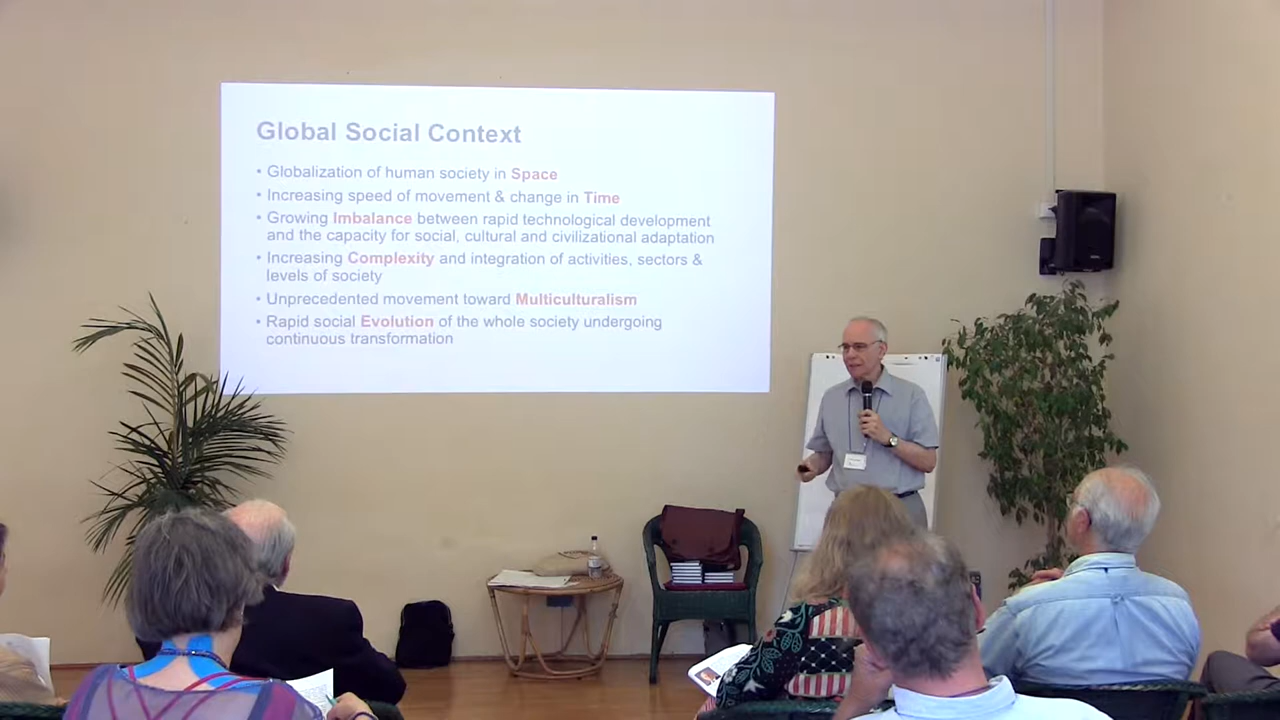 Global Social Context
• Globalization of human society in Space
• Increasing speed of movement & change in Time
• Growing Imbalance between rapid technological development
and the capacity for social, cultural and civilizational adaptation
• Increasing Complexity and integration of activities, sectors &
levels of society
• Unprecedented movement toward Multiculturalism
• Rapid social Evolution of the whole society undergoing
continuous transformation